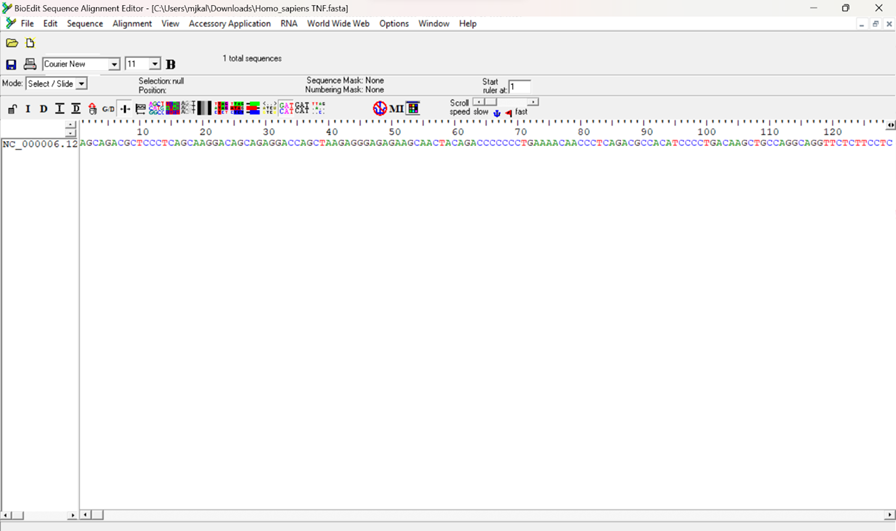 BioEdit Sequence Alignment Editor - [C:\Users\mjkal\Downloads\Homo_sapiens TNF.fasta]
File Edit Sequence Alignment View Accessory Application RNA World Wide Web Options Window Help
Courier New 11 B 1 total sequences
Mode: Select / Slide Selection: null Position: Sequence Mask: None Numbering Mask: None Start ruler at: 1
I D I D G/D MI Scroll speed slow fast
10 20 30 40 50 60 70 80 90 100 110 120
NC_000006.12 AGCAGACGCTCCCTCAGCAAGGACAGCAGAGGACCAGCTAAGAGGGAGAGAAGCAACTACAGACCCCCCCTGAAAACAACCCTCAGACGCCACATCCCCTGACAAGCTGCCAGGCAGGTTCTCTTCCTC